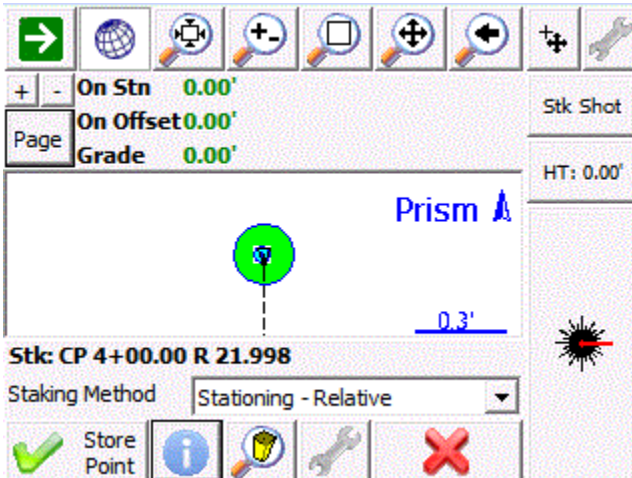 + - On Stn 0.00'
On Offset 0.00'
Page
Grade 0.00'
Stk Shot
HT: 0.00'
Prism
0.3'
Stk: CP 4+00.00 R 21.998
Staking Method Stationing - Relative
Store
Point